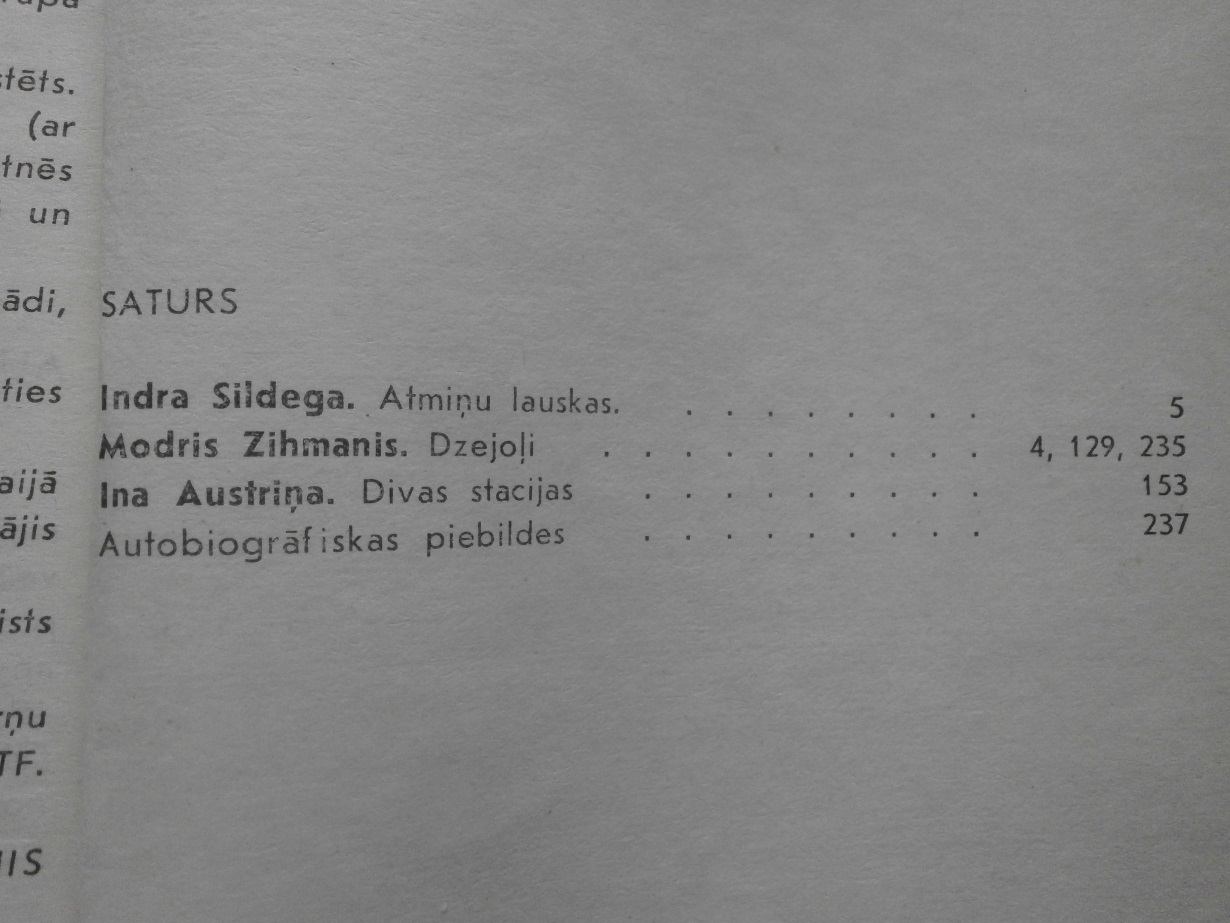 stēts.
(ar
tnēs
un
ādi,
ties
aijā
ājis
ists
ņu
TF.
IS
SATURS
Indra Sildega. Atmiņu lauskas. . . . . . . . . 5
Modris Zihmanis. Dzejoļi . . . . . . . . . . 4, 129, 235
Ina Austriņa. Divas stacijas . . . . . . . . . 153
Autobiogrāfiskas piebildes . . . . . . . . . 237